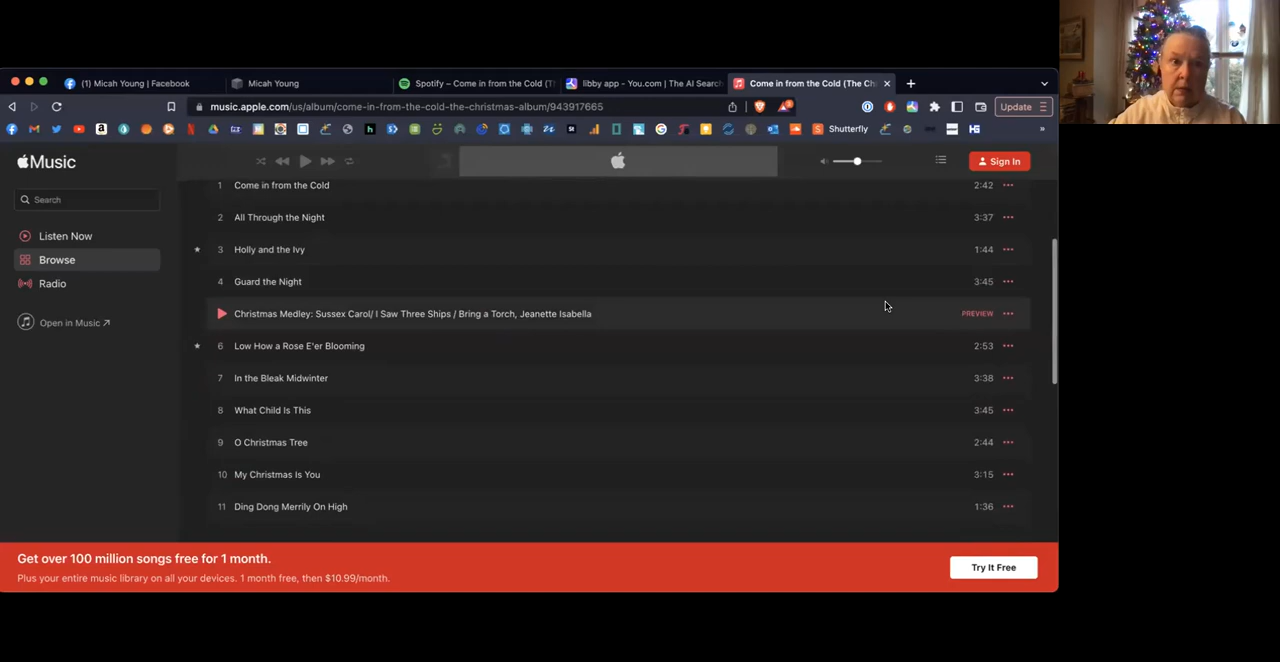 (1) Micah Young | Facebook
Micah Young
Spotify – Come in from the Cold (T
libby app - You.com | The AI Search
Come in from the Cold (The Ch
music.apple.com/us/album/come-in-from-the-cold-the-christmas-album/943917665
Update
Shutterfly
Music
Sign In
Search
Listen Now
Browse
Radio
Open in Music ↗
1 Come in from the Cold 2:42
2 All Through the Night 3:37
★ 3 Holly and the Ivy 1:44
4 Guard the Night 3:45
Christmas Medley: Sussex Carol/ I Saw Three Ships / Bring a Torch, Jeanette Isabella PREVIEW
★ 6 Low How a Rose E'er Blooming 2:53
7 In the Bleak Midwinter 3:38
8 What Child Is This 3:45
9 O Christmas Tree 2:44
10 My Christmas Is You 3:15
11 Ding Dong Merrily On High 1:36
Get over 100 million songs free for 1 month.
Plus your entire music library on all your devices. 1 month free, then $10.99/month.
Try It Free